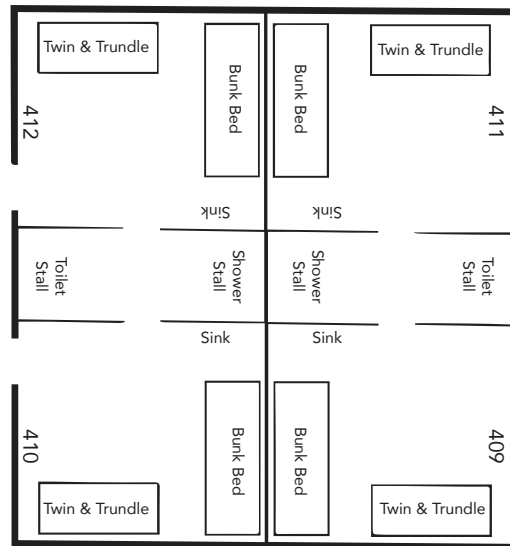 Twin & Trundle
Bunk Bed
Bunk Bed
Twin & Trundle
412
411
Sink
Sink
Toilet
Stall
Shower
Stall
Shower
Stall
Toilet
Stall
Sink
Sink
410
Bunk Bed
Bunk Bed
409
Twin & Trundle
Twin & Trundle